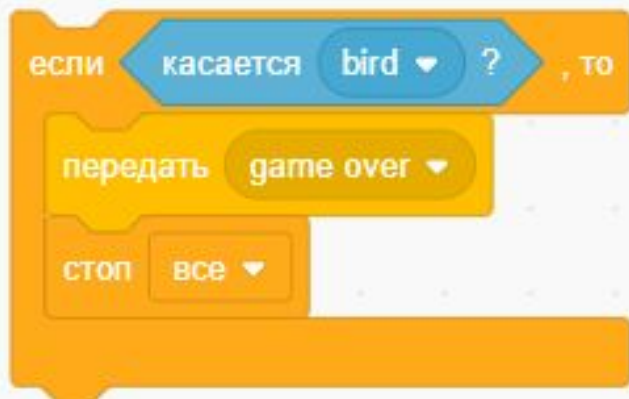 если касается bird ? , то
передать game over
стоп все